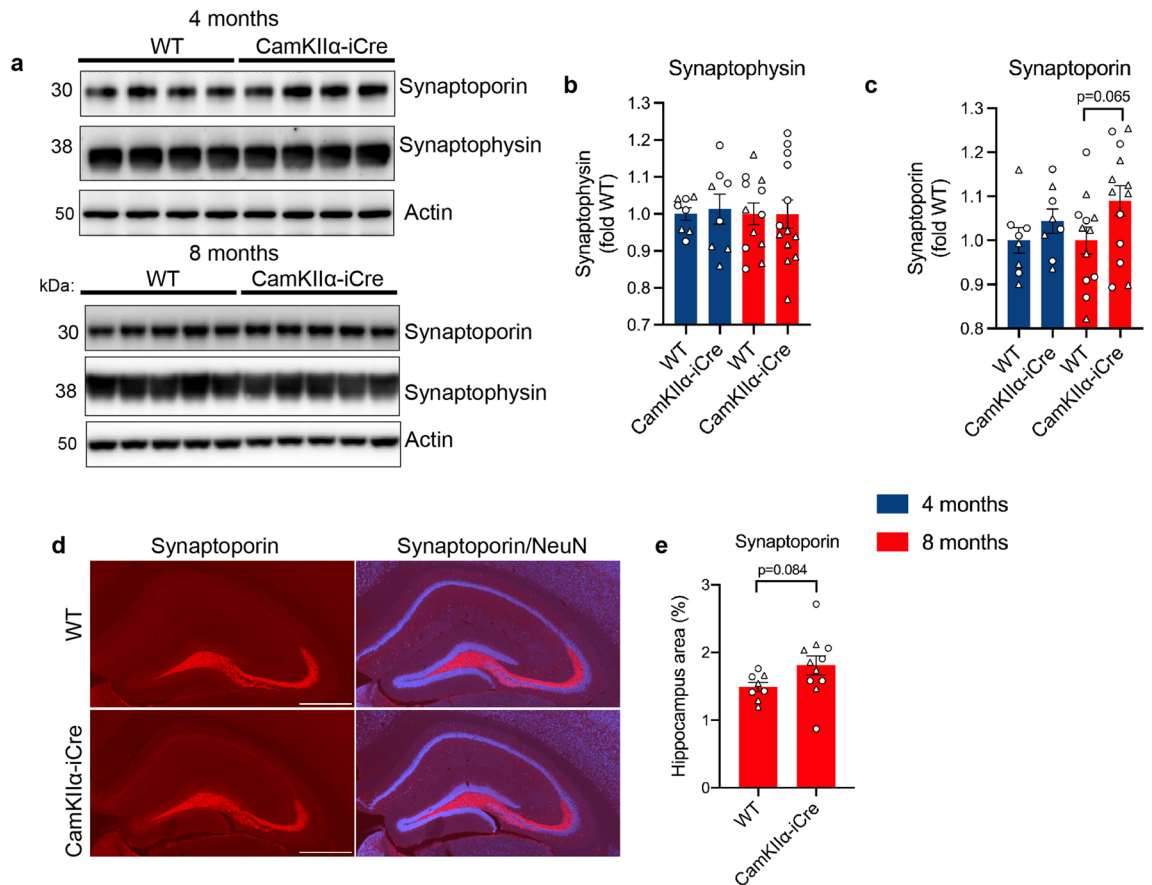 4 months
WT CamKIIα-iCre
a
30 Synaptoporin
38 Synaptophysin
50 Actin
8 months
kDa: WT CamKIIα-iCre
30 Synaptoporin
38 Synaptophysin
50 Actin
b
Synaptophysin
Synaptophysin
(fold WT)
1.3
1.2
1.1
1.0
0.9
0.8
0.7
WT
CamKIIα-iCre
WT
CamKIIα-iCre
c
Synaptoporin
p=0.065
Synaptoporin
(fold WT)
1.3
1.2
1.1
1.0
0.9
0.8
WT
CamKIIα-iCre
WT
CamKIIα-iCre
4 months
8 months
d
Synaptoporin Synaptoporin/NeuN
WT
CamKIIα-iCre
e
Synaptoporin
p=0.084
Hippocampus area (%)
3
2
1
0
WT
CamKIIα-iCre